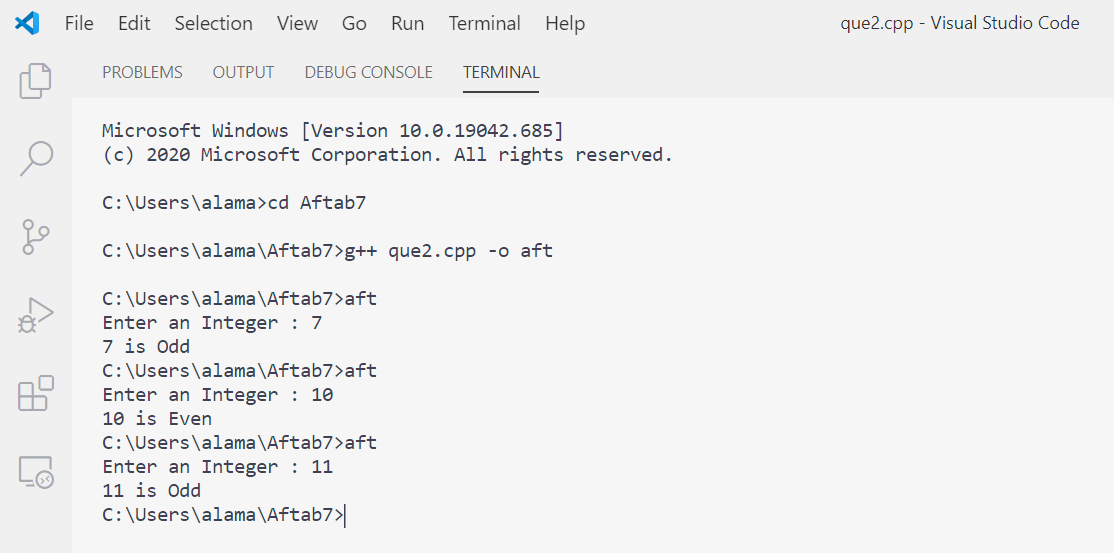 File Edit Selection View Go Run Terminal Help que2.cpp - Visual Studio Code
PROBLEMS OUTPUT DEBUG CONSOLE TERMINAL
Microsoft Windows [Version 10.0.19042.685]
(c) 2020 Microsoft Corporation. All rights reserved.
C:\Users\alama>cd Aftab7
C:\Users\alama\Aftab7>g++ que2.cpp -o aft
C:\Users\alama\Aftab7>aft
Enter an Integer : 7
7 is Odd
C:\Users\alama\Aftab7>aft
Enter an Integer : 10
10 is Even
C:\Users\alama\Aftab7>aft
Enter an Integer : 11
11 is Odd
C:\Users\alama\Aftab7>